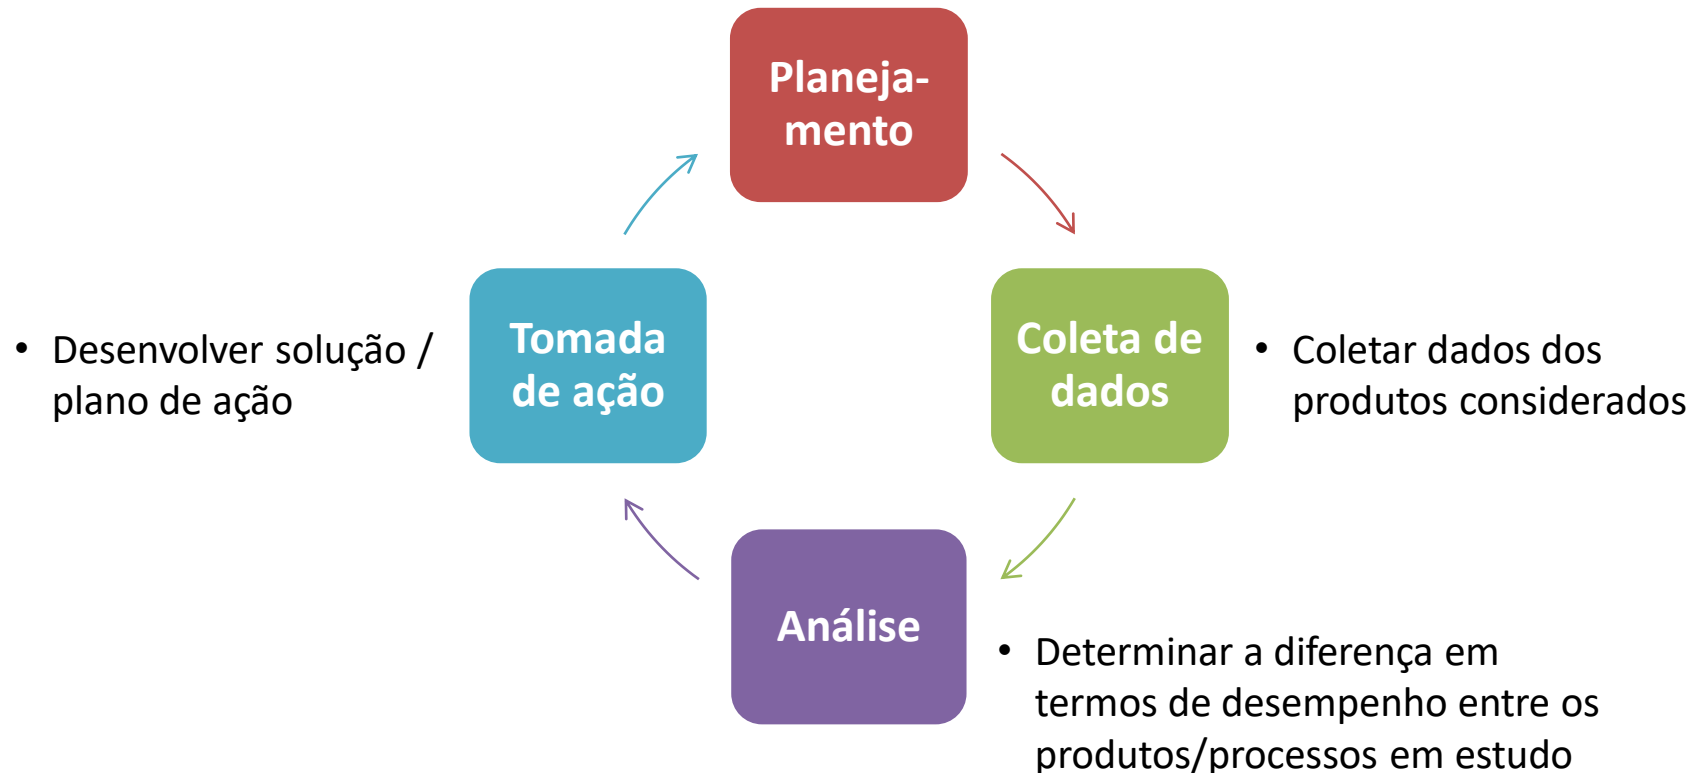 Planeja-
mento
Coleta de
dados
• Coletar dados dos
produtos considerados
Análise
• Determinar a diferença em
termos de desempenho entre os
produtos/processos em estudo
Tomada
de ação
• Desenvolver solução /
plano de ação